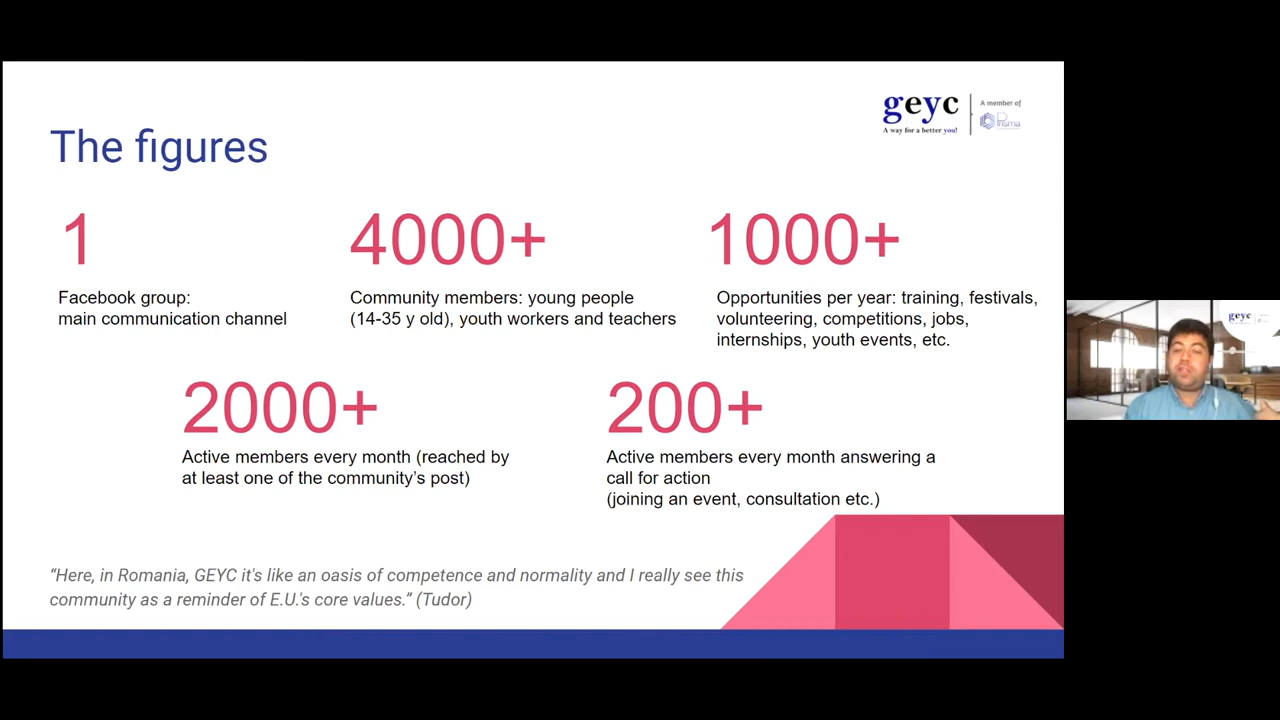 geyc
A way for a better you!
A member of
Prisma
The figures
1
Facebook group:
main communication channel
4000+
Community members: young people
(14-35 y old), youth workers and teachers
1000+
Opportunities per year: training, festivals,
volunteering, competitions, jobs,
internships, youth events, etc.
2000+
Active members every month (reached by
at least one of the community’s post)
200+
Active members every month answering a
call for action
(joining an event, consultation etc.)
“Here, in Romania, GEYC it's like an oasis of competence and normality and I really see this
community as a reminder of E.U.'s core values.” (Tudor)
geyc